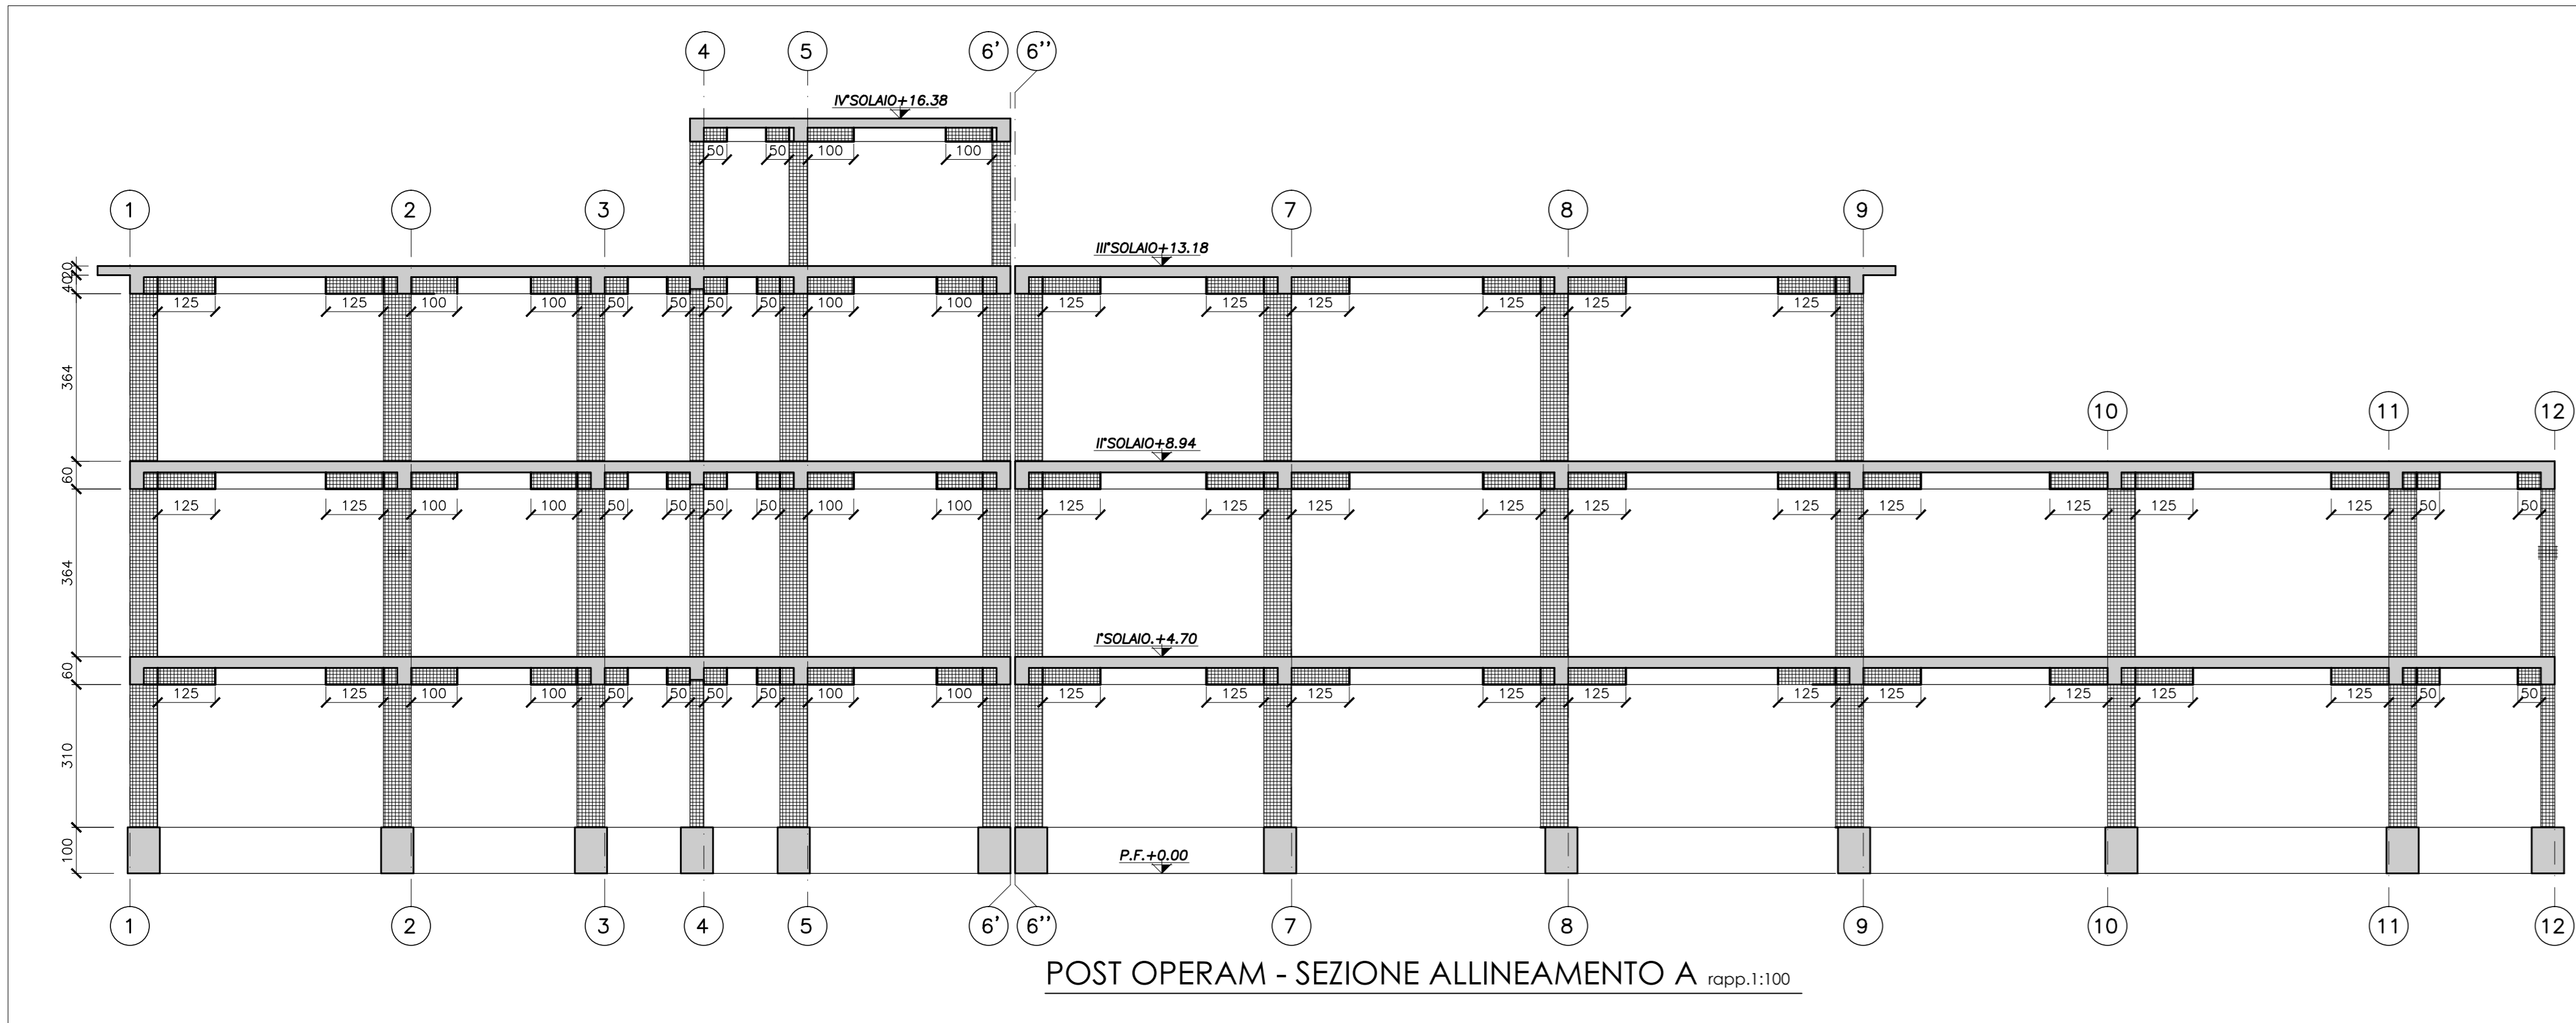 4 5 6' 6''
IV°SOLAIO+16.38
50 50 100 100
1 2 3 7 8 9
III°SOLAIO+13.18
20
40
125 125 100 100 50 50 50 50 100 100 125 125 125 125 125 125
364
10 11 12
II°SOLAIO+8.94
60
125 125 100 100 50 50 50 50 100 100 125 125 125 125 125 125 125 125 125 125 50 50
364
I°SOLAIO.+4.70
60
125 125 100 100 50 50 50 50 100 100 125 125 125 125 125 125 125 125 125 125 50 50
310
100
P.F.+0.00
1 2 3 4 5 6' 6'' 7 8 9 10 11 12
POST OPERAM - SEZIONE ALLINEAMENTO A rapp.1:100